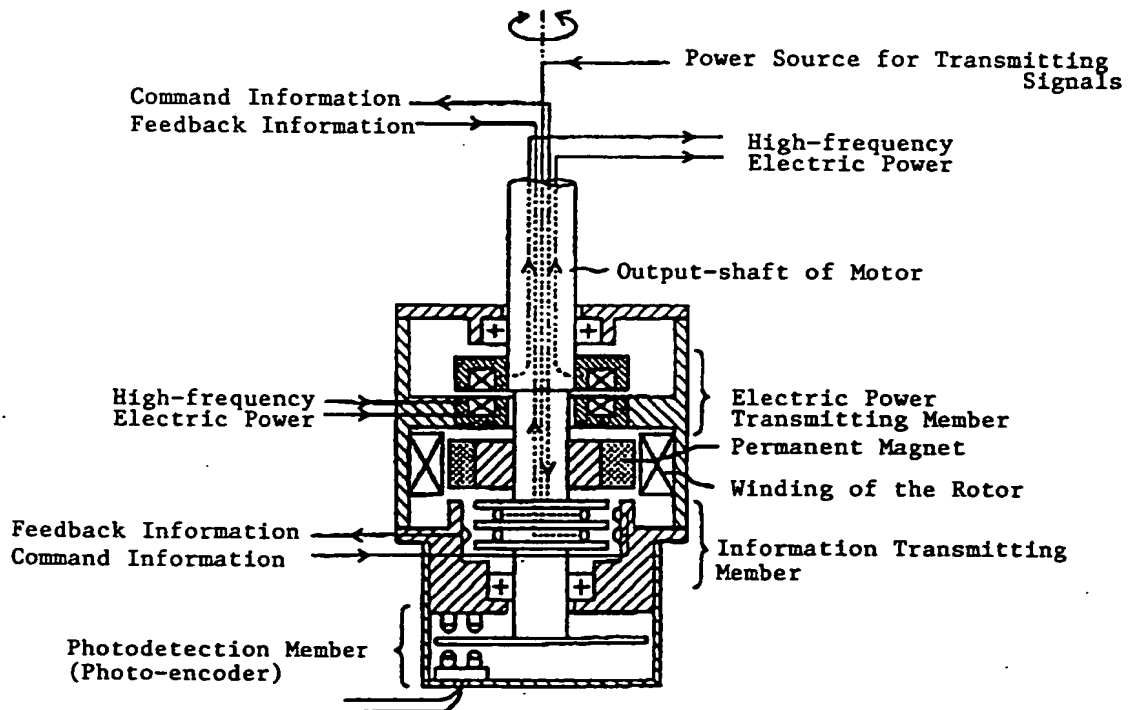 Power Source for Transmitting
Signals
Command Information
Feedback Information
High-frequency
Electric Power
Output-shaft of Motor
High-frequency
Electric Power
Electric Power
Transmitting Member
Permanent Magnet
Winding of the Rotor
Feedback Information
Command Information
Information Transmitting
Member
Photodetection Member
(Photo-encoder)